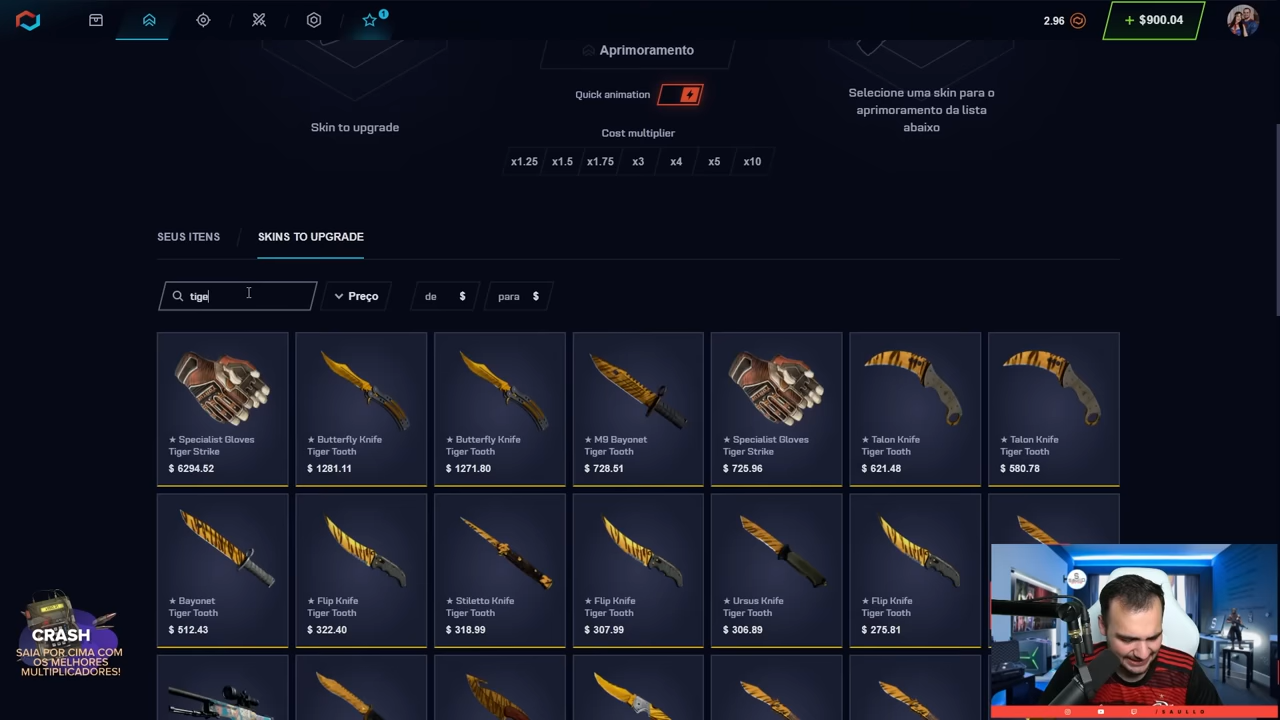 1
2.96
+ $900.04
Aprimoramento
Quick animation
Skin to upgrade
Cost multiplier
x1.25 x1.5 x1.75 x3 x4 x5 x10
Selecione uma skin para o
aprimoramento da lista
abaixo
SEUS ITENS
SKINS TO UPGRADE
tige
Preço
de $
para $
★ Specialist Gloves
Tiger Strike
$ 6294.52
★ Butterfly Knife
Tiger Tooth
$ 1281.11
★ Butterfly Knife
Tiger Tooth
$ 1271.80
★ M9 Bayonet
Tiger Tooth
$ 728.51
★ Specialist Gloves
Tiger Strike
$ 725.96
★ Talon Knife
Tiger Tooth
$ 621.48
★ Talon Knife
Tiger Tooth
$ 580.78
★ Bayonet
Tiger Tooth
$ 512.43
★ Flip Knife
Tiger Tooth
$ 322.40
★ Stiletto Knife
Tiger Tooth
$ 318.99
★ Flip Knife
Tiger Tooth
$ 307.99
★ Ursus Knife
Tiger Tooth
$ 306.89
★ Flip Knife
Tiger Tooth
$ 275.81
CRASH
SAIA POR CIMA COM
OS MELHORES
MULTIPLICADORES!
/SAULLO